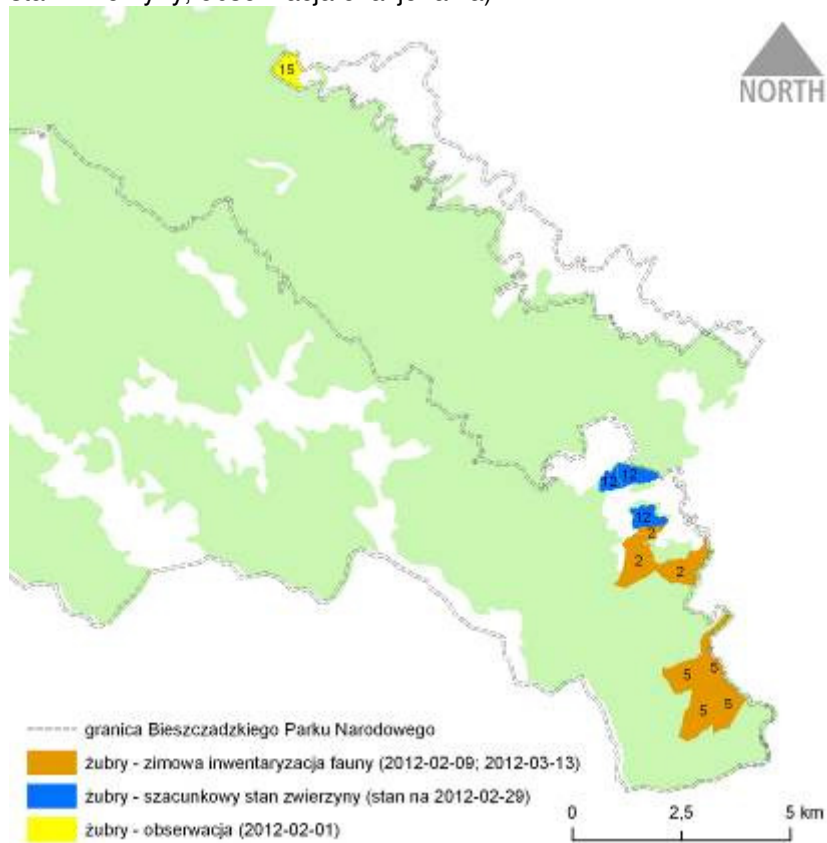 15
NORTH
12 12
12
2
2
2
5
5
5
5
granica Bieszczadzkiego Parku Narodowego
żubry - zimowa inwentaryzacja fauny (2012-02-09; 2012-03-13)
żubry - szacunkowy stan zwierzyny (stan na 2012-02-29)
żubry - obserwacja (2012-02-01)
0 2,5 5 km